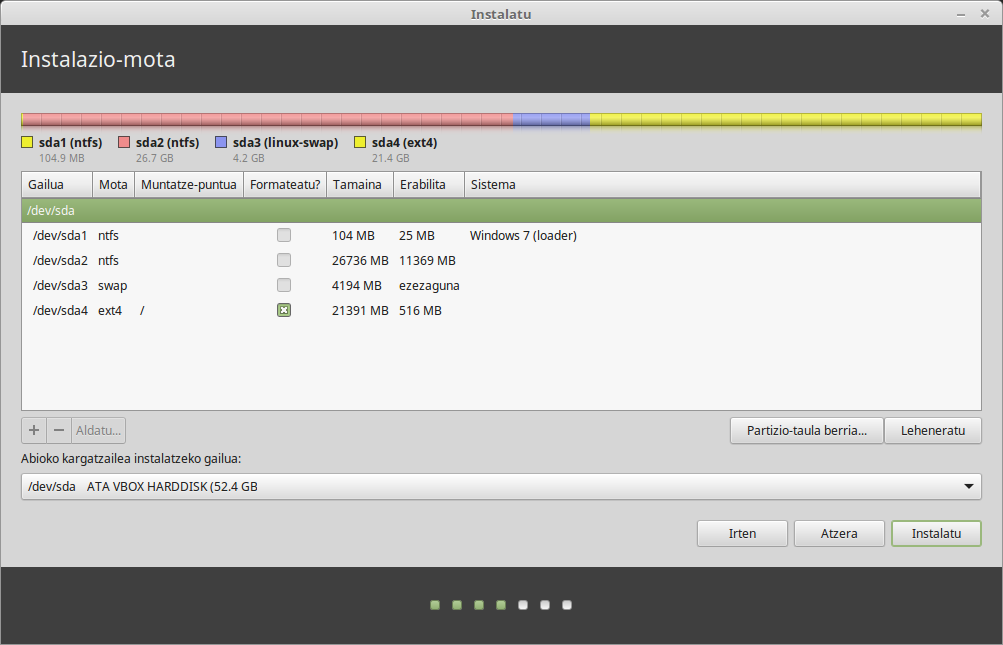 Instalatu
Instalazio-mota
sda1 (ntfs) sda2 (ntfs) sda3 (linux-swap) sda4 (ext4)
104.9 MB 26.7 GB 4.2 GB 21.4 GB
Gailua Mota Muntatze-puntua Formateatu? Tamaina Erabilita Sistema
/dev/sda
/dev/sda1 ntfs 104 MB 25 MB Windows 7 (loader)
/dev/sda2 ntfs 26736 MB 11369 MB
/dev/sda3 swap 4194 MB ezezaguna
/dev/sda4 ext4 / 21391 MB 516 MB
+ − Aldatu... Partizio-taula berria... Leheneratu
Abioko kargatzailea instalatzeko gailua:
/dev/sda ATA VBOX HARDDISK (52.4 GB
Irten Atzera Instalatu